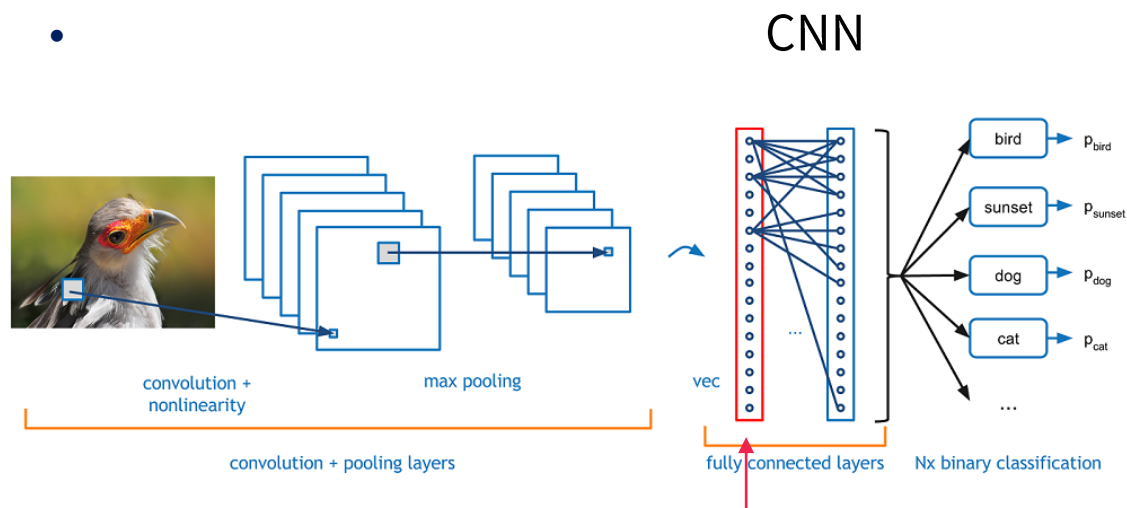 • CNN
convolution +
nonlinearity
max pooling
vec
convolution + pooling layers
fully connected layers
Nx binary classification
...
bird
p_bird
sunset
p_sunset
dog
p_dog
cat
p_cat
...